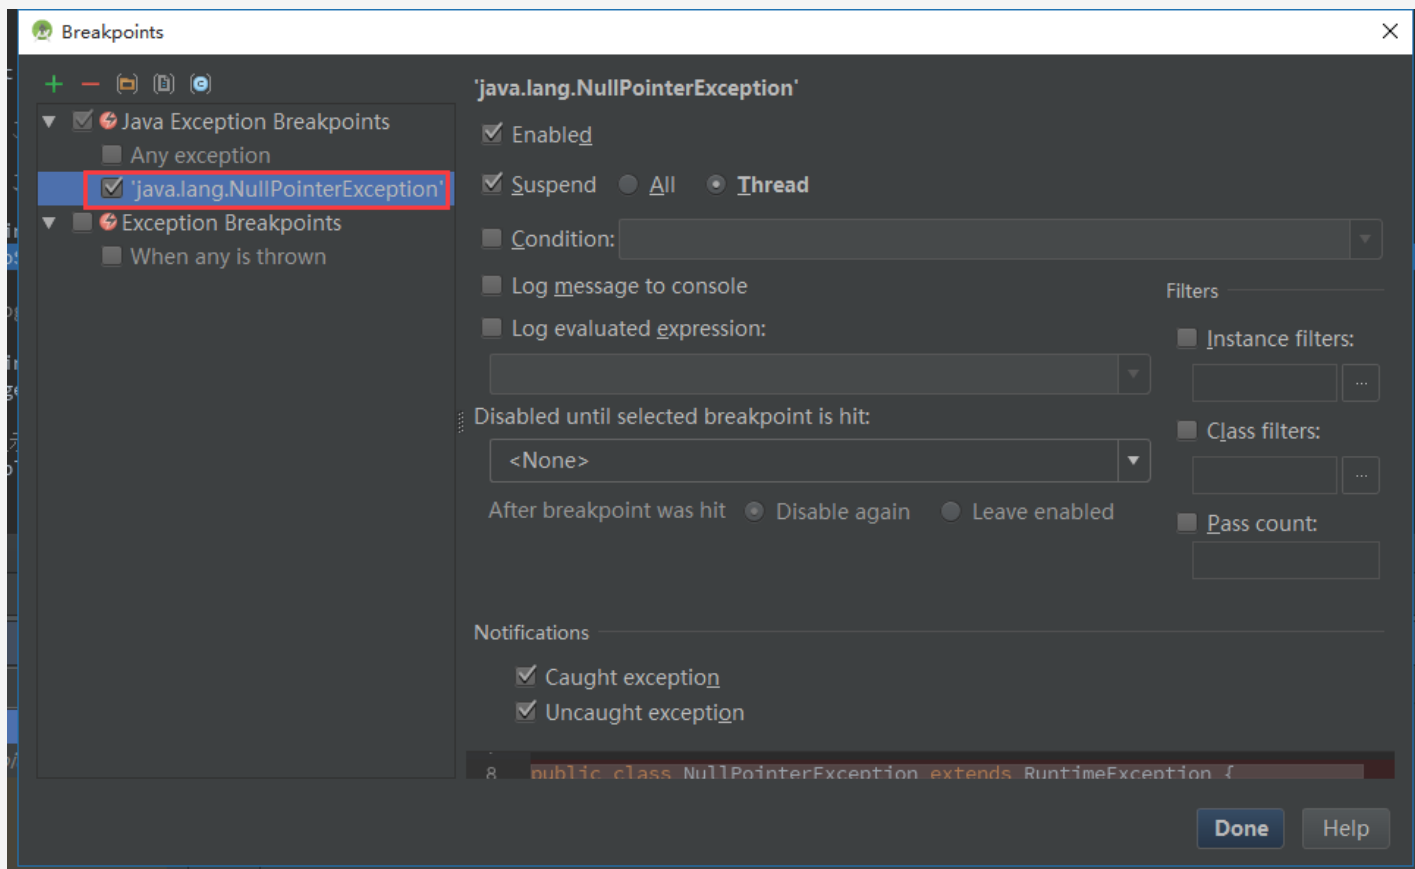 Breakpoints
'java.lang.NullPointerException'
Java Exception Breakpoints
Any exception
'java.lang.NullPointerException'
Exception Breakpoints
When any is thrown
Enabled
Suspend All Thread
Condition:
Log message to console
Log evaluated expression:
Disabled until selected breakpoint is hit:
<None>
After breakpoint was hit Disable again Leave enabled
Filters
Instance filters:
...
Class filters:
...
Pass count:
Notifications
Caught exception
Uncaught exception
8 public class NullPointerException extends RuntimeException {
Done Help